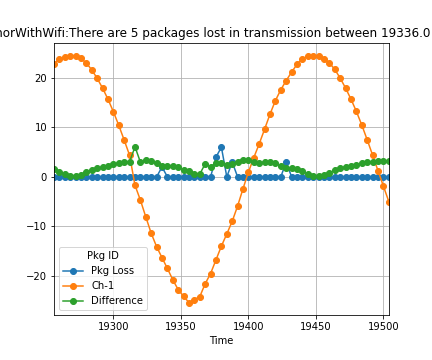 norWithWifi:There are 5 packages lost in transmission between 19336.0
20
10
0
−10
−20
Pkg ID
Pkg Loss
Ch-1
Difference
19300 19350 19400 19450 19500
Time